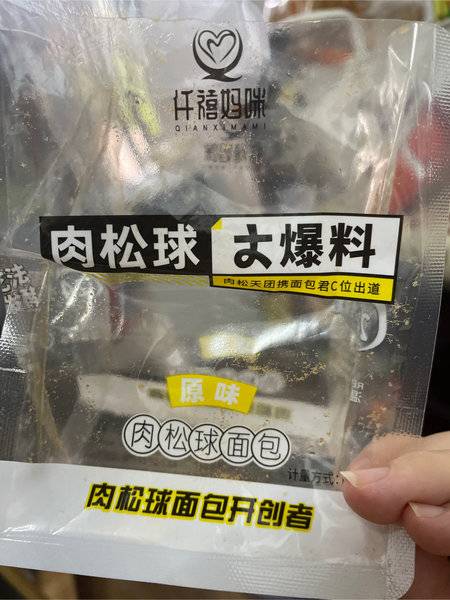 仟禧妈咪
QIANXIMAMI
肉松球 大爆料
肉松天团携面包君C位出道
原味
肉松球面包
计量方式:
肉松球面包开创者